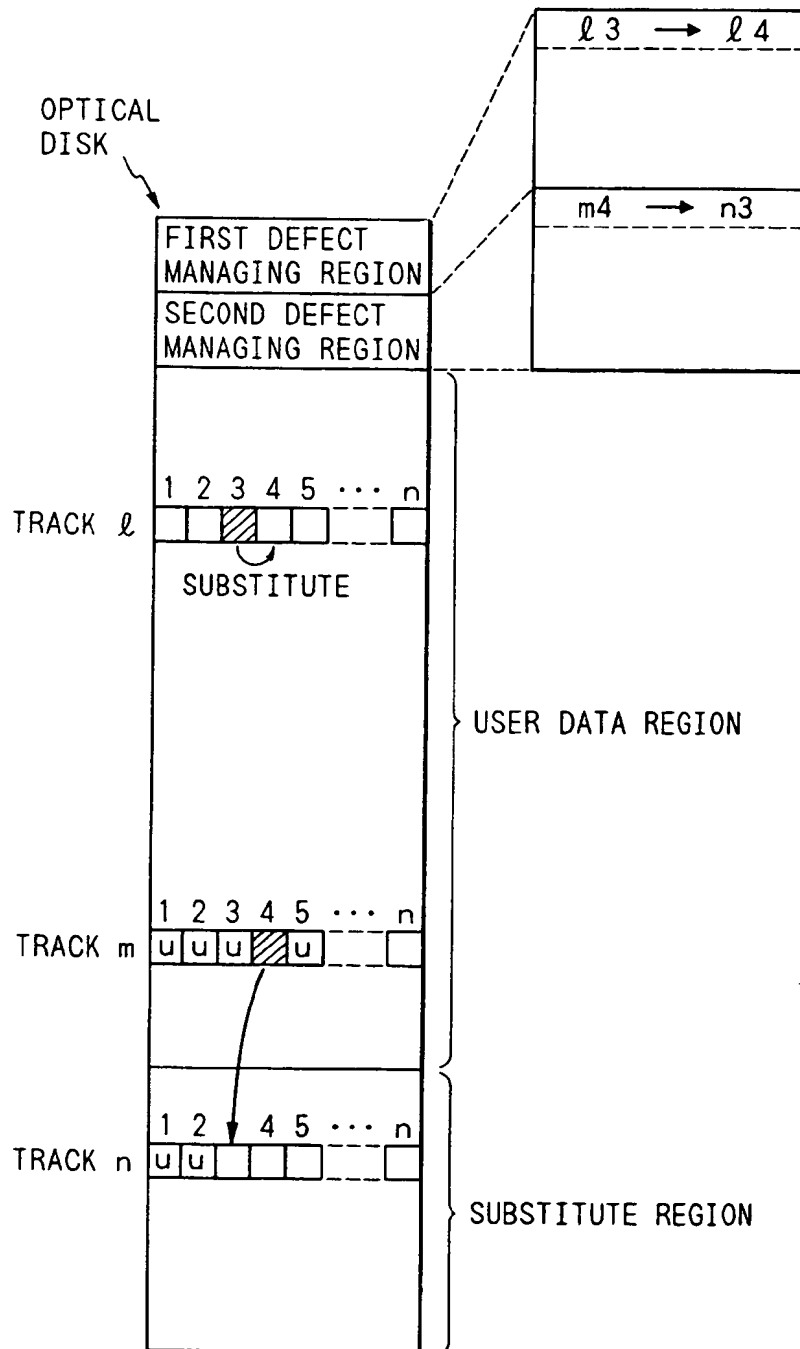 ℓ3 → ℓ4
OPTICAL
DISK
m4 → n3
FIRST DEFECT
MANAGING REGION
SECOND DEFECT
MANAGING REGION
1 2 3 4 5 ··· n
TRACK ℓ
SUBSTITUTE
USER DATA REGION
1 2 3 4 5 ··· n
TRACK m u u u u
1 2 4 5 ··· n
TRACK n u u
SUBSTITUTE REGION